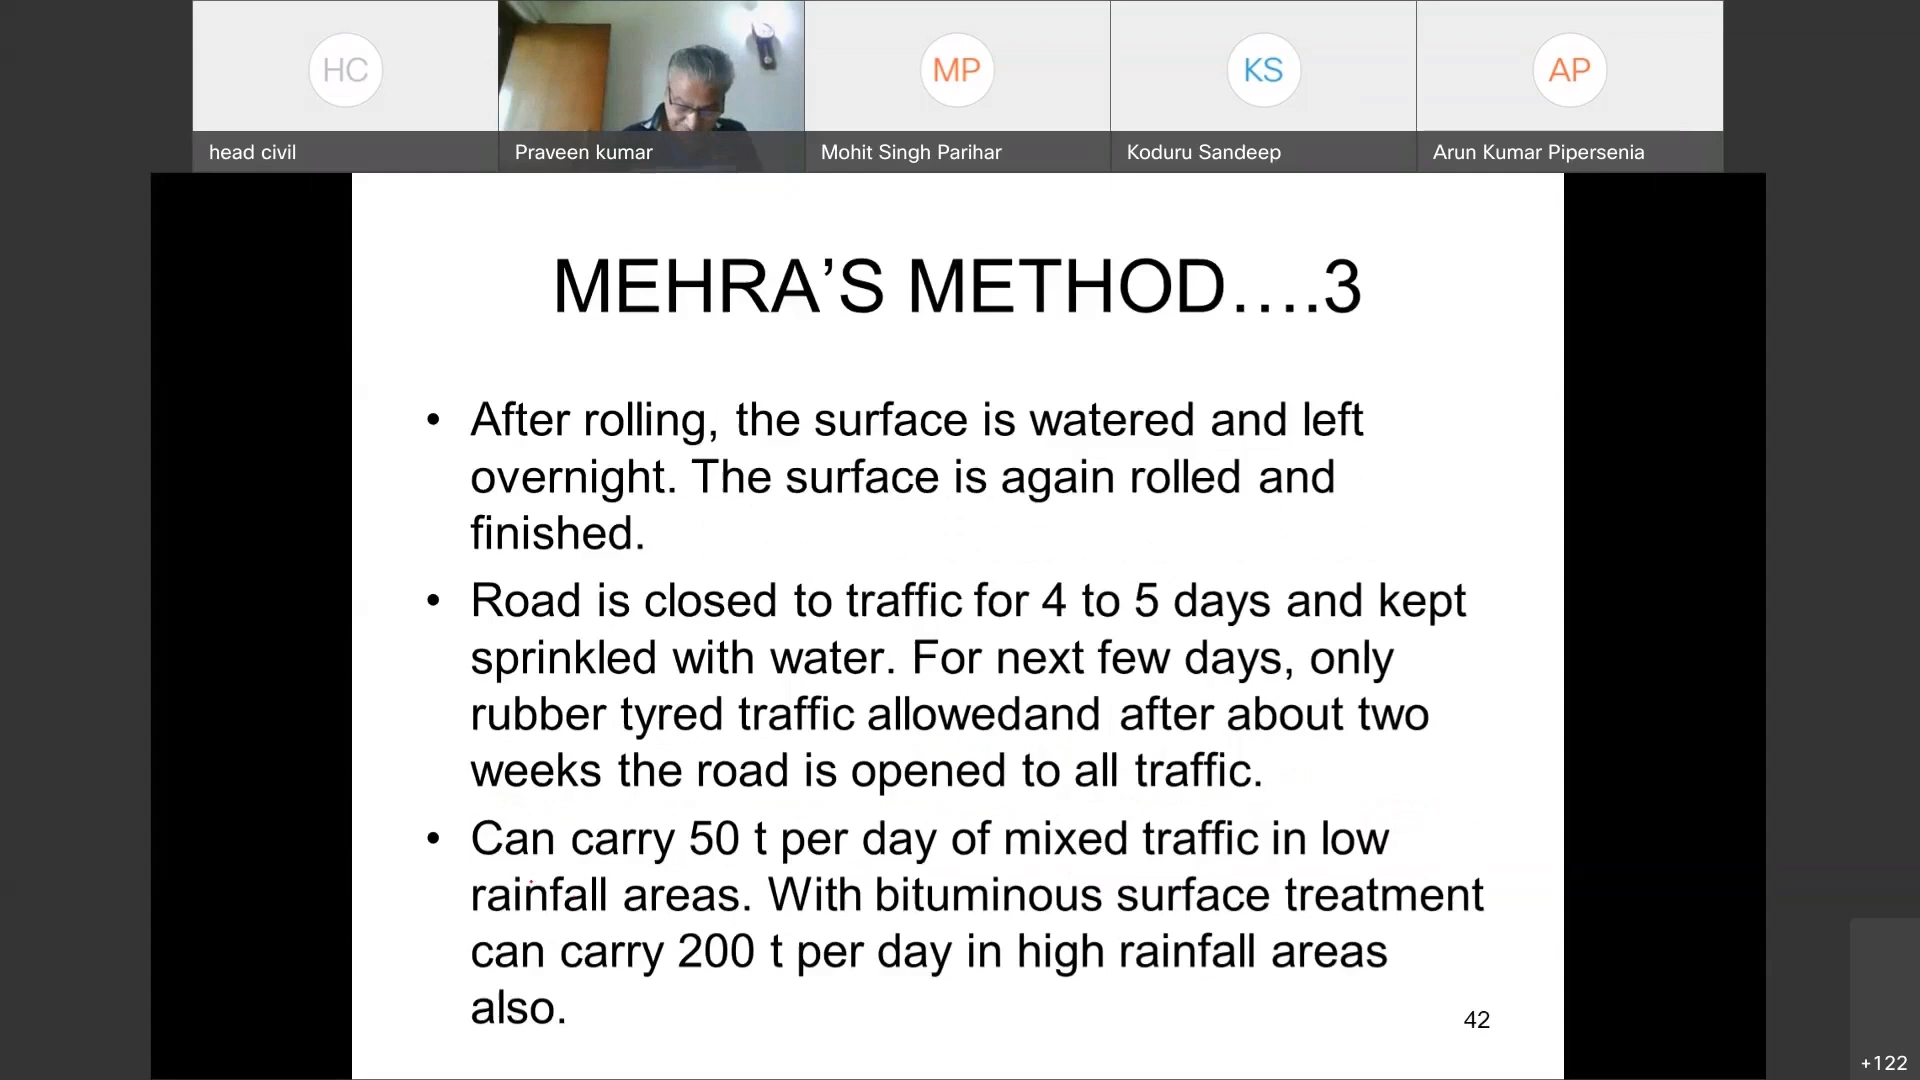 HC
MP
KS
AP
head civil
Praveen kumar
Mohit Singh Parihar
Koduru Sandeep
Arun Kumar Pipersenia
MEHRA’S METHOD….3
• After rolling, the surface is watered and left
overnight. The surface is again rolled and
finished.
• Road is closed to traffic for 4 to 5 days and kept
sprinkled with water. For next few days, only
rubber tyred traffic allowedand after about two
weeks the road is opened to all traffic.
• Can carry 50 t per day of mixed traffic in low
rainfall areas. With bituminous surface treatment
can carry 200 t per day in high rainfall areas
also.
42
+122